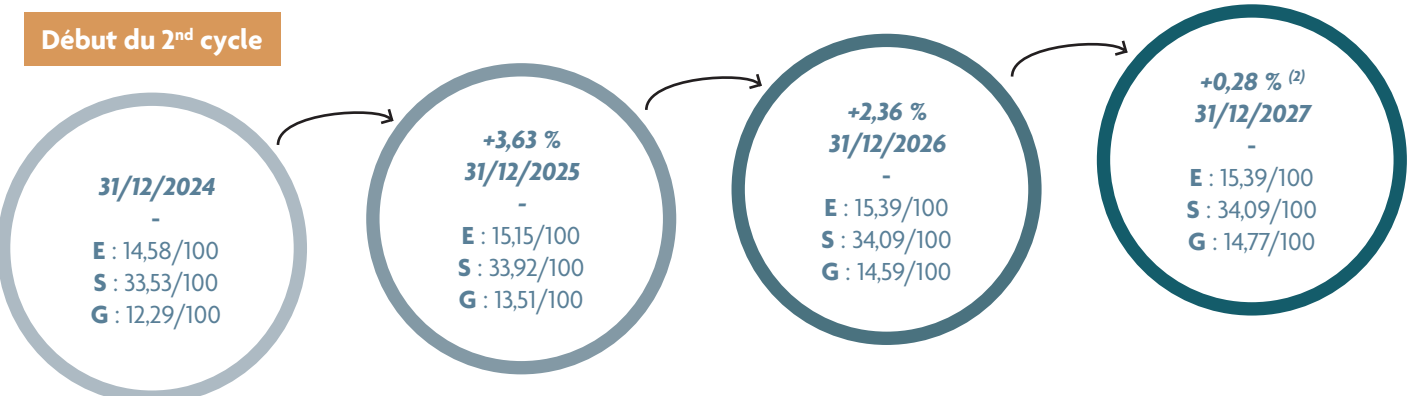 Début du 2nd cycle
31/12/2024
-
E : 14,58/100
S : 33,53/100
G : 12,29/100
+3,63 %
31/12/2025
-
E : 15,15/100
S : 33,92/100
G : 13,51/100
+2,36 %
31/12/2026
-
E : 15,39/100
S : 34,09/100
G : 14,59/100
+0,28 % (2)
31/12/2027
-
E : 15,39/100
S : 34,09/100
G : 14,77/100